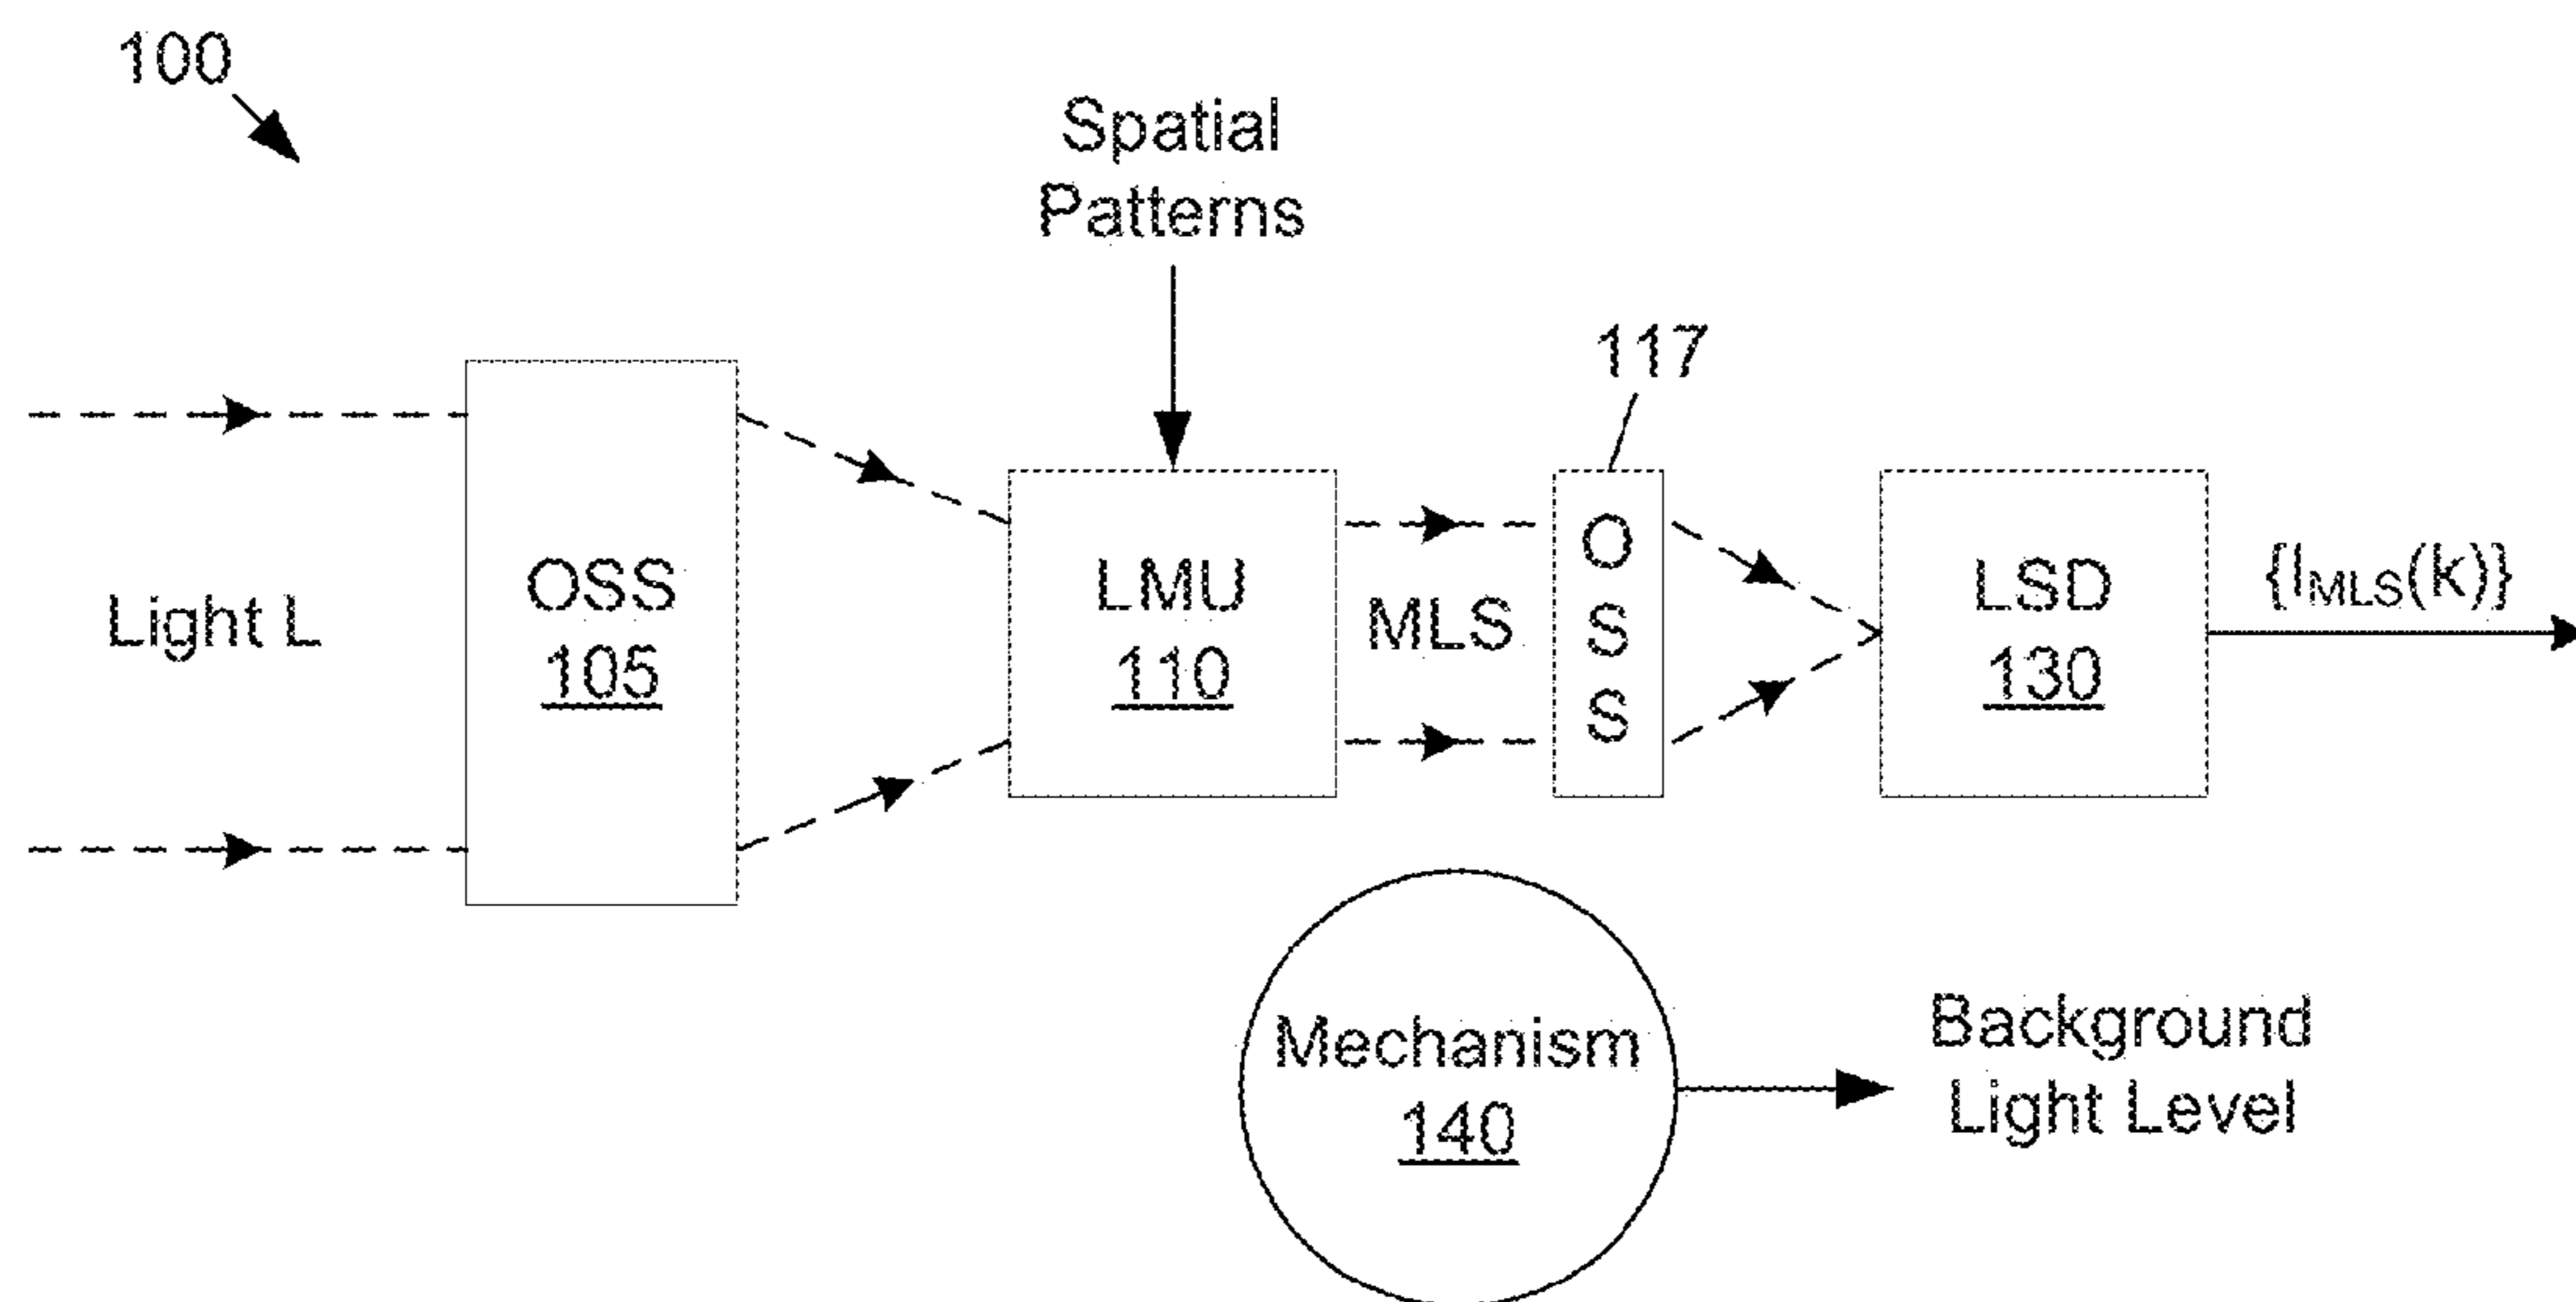 100
Spatial
Patterns
117
Light L
OSS
105
LMU
110
MLS
O
S
S
LSD
130
{I_MLS(k)}
Mechanism
140
Background
Light Level